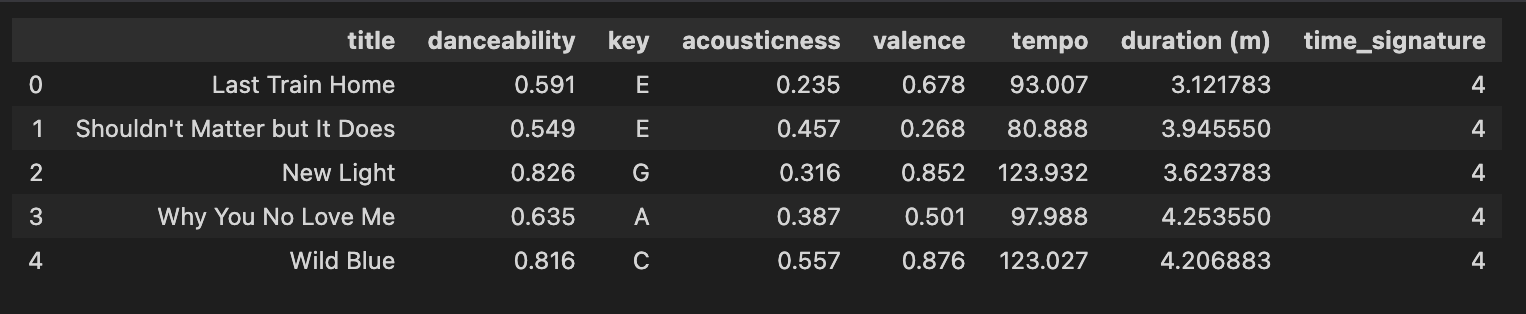 title danceability key acousticness valence tempo duration (m) time_signature
0 Last Train Home 0.591 E 0.235 0.678 93.007 3.121783 4
1 Shouldn't Matter but It Does 0.549 E 0.457 0.268 80.888 3.945550 4
2 New Light 0.826 G 0.316 0.852 123.932 3.623783 4
3 Why You No Love Me 0.635 A 0.387 0.501 97.988 4.253550 4
4 Wild Blue 0.816 C 0.557 0.876 123.027 4.206883 4